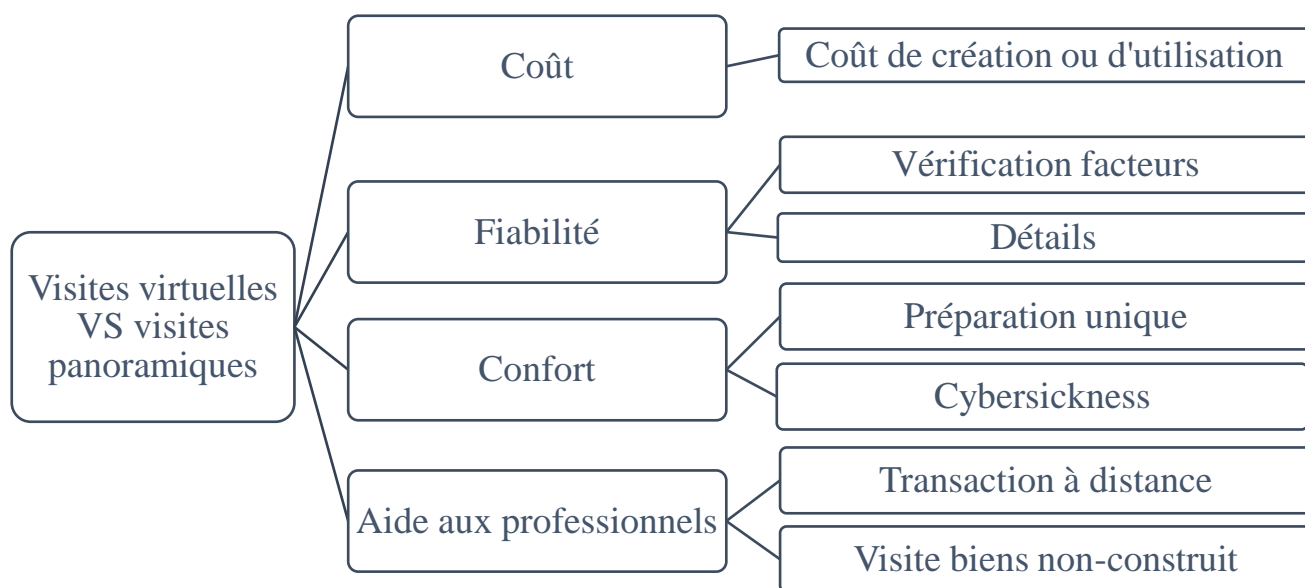 Visites virtuelles
VS visites
panoramiques
Coût
Coût de création ou d'utilisation
Fiabilité
Vérification facteurs
Détails
Confort
Préparation unique
Cybersickness
Aide aux professionnels
Transaction à distance
Visite biens non-construit